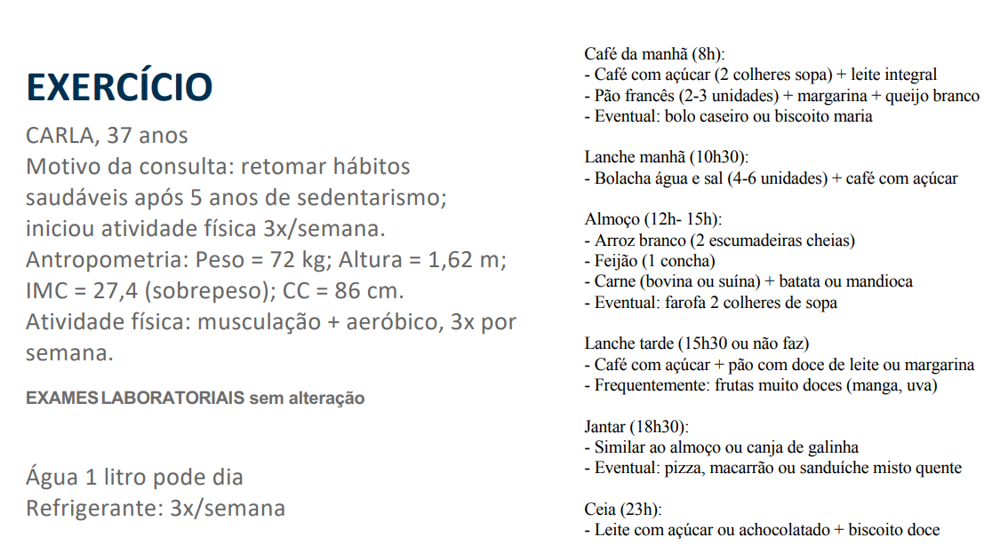 EXERCÍCIO
CARLA, 37 anos
Motivo da consulta: retomar hábitos
saudáveis após 5 anos de sedentarismo;
iniciou atividade física 3x/semana.
Antropometria: Peso = 72 kg; Altura = 1,62 m;
IMC = 27,4 (sobrepeso); CC = 86 cm.
Atividade física: musculação + aeróbico, 3x por
semana.
EXAMES LABORATORIAIS sem alteração
Água 1 litro pode dia
Refrigerante: 3x/semana
Café da manhã (8h):
- Café com açúcar (2 colheres sopa) + leite integral
- Pão francês (2-3 unidades) + margarina + queijo branco
- Eventual: bolo caseiro ou biscoito maria
Lanche manhã (10h30):
- Bolacha água e sal (4-6 unidades) + café com açúcar
Almoço (12h- 15h):
- Arroz branco (2 escumadeiras cheias)
- Feijão (1 concha)
- Carne (bovina ou suína) + batata ou mandioca
- Eventual: farofa 2 colheres de sopa
Lanche tarde (15h30 ou não faz)
- Café com açúcar + pão com doce de leite ou margarina
- Frequentemente: frutas muito doces (manga, uva)
Jantar (18h30):
- Similar ao almoço ou canja de galinha
- Eventual: pizza, macarrão ou sanduíche misto quente
Ceia (23h):
- Leite com açúcar ou achocolatado + biscoito doce